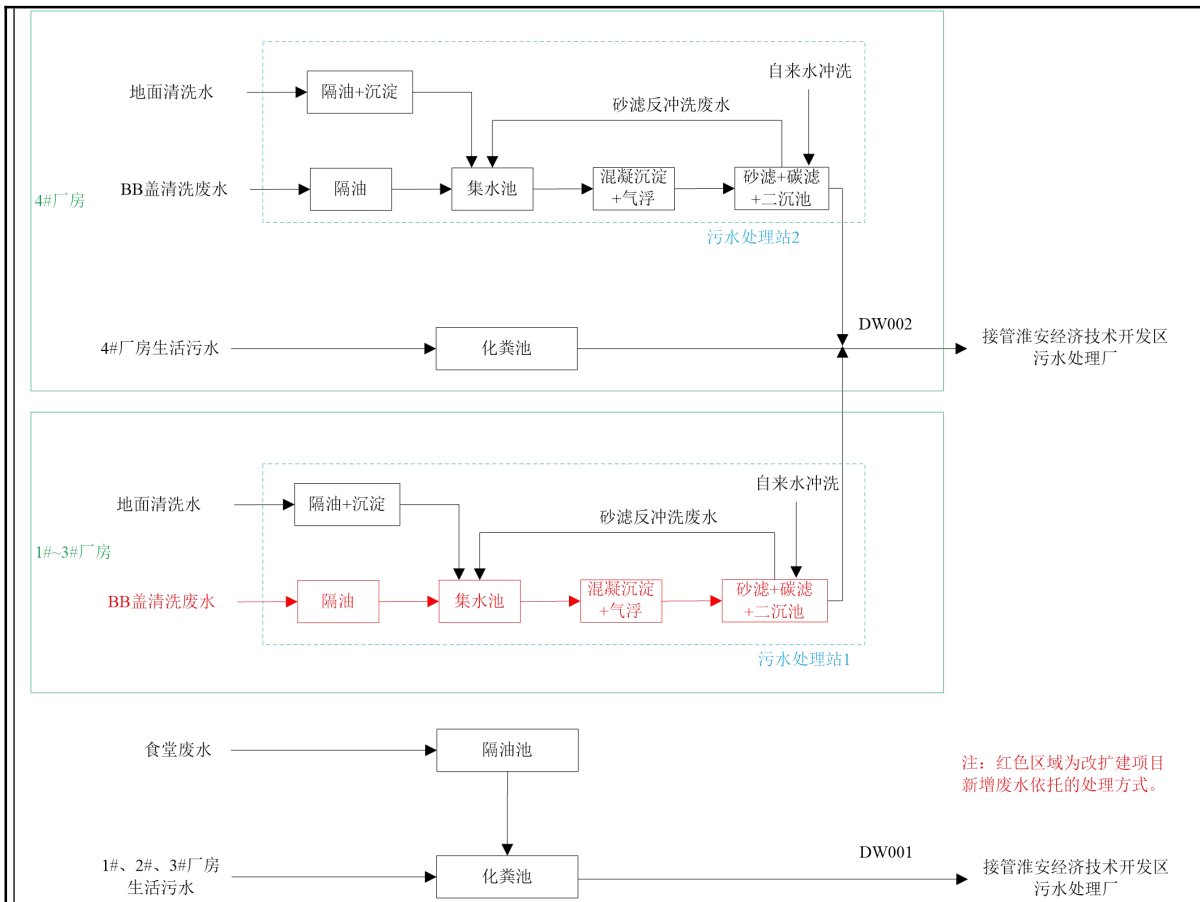 自来水冲洗
地面清洗水
隔油+沉淀
砂滤反冲洗废水
BB盖清洗废水
隔油
集水池
混凝沉淀
+气浮
砂滤+碳滤
+二沉池
4#厂房
污水处理站2
DW002
4#厂房生活污水
化粪池
接管淮安经济技术开发区
污水处理厂
自来水冲洗
地面清洗水
隔油+沉淀
砂滤反冲洗废水
1#~3#厂房
BB盖清洗废水
隔油
集水池
混凝沉淀
+气浮
砂滤+碳滤
+二沉池
污水处理站1
食堂废水
隔油池
注：红色区域为改扩建项目
新增废水依托的处理方式。
1#、2#、3#厂房
生活污水
化粪池
DW001
接管淮安经济技术开发区
污水处理厂